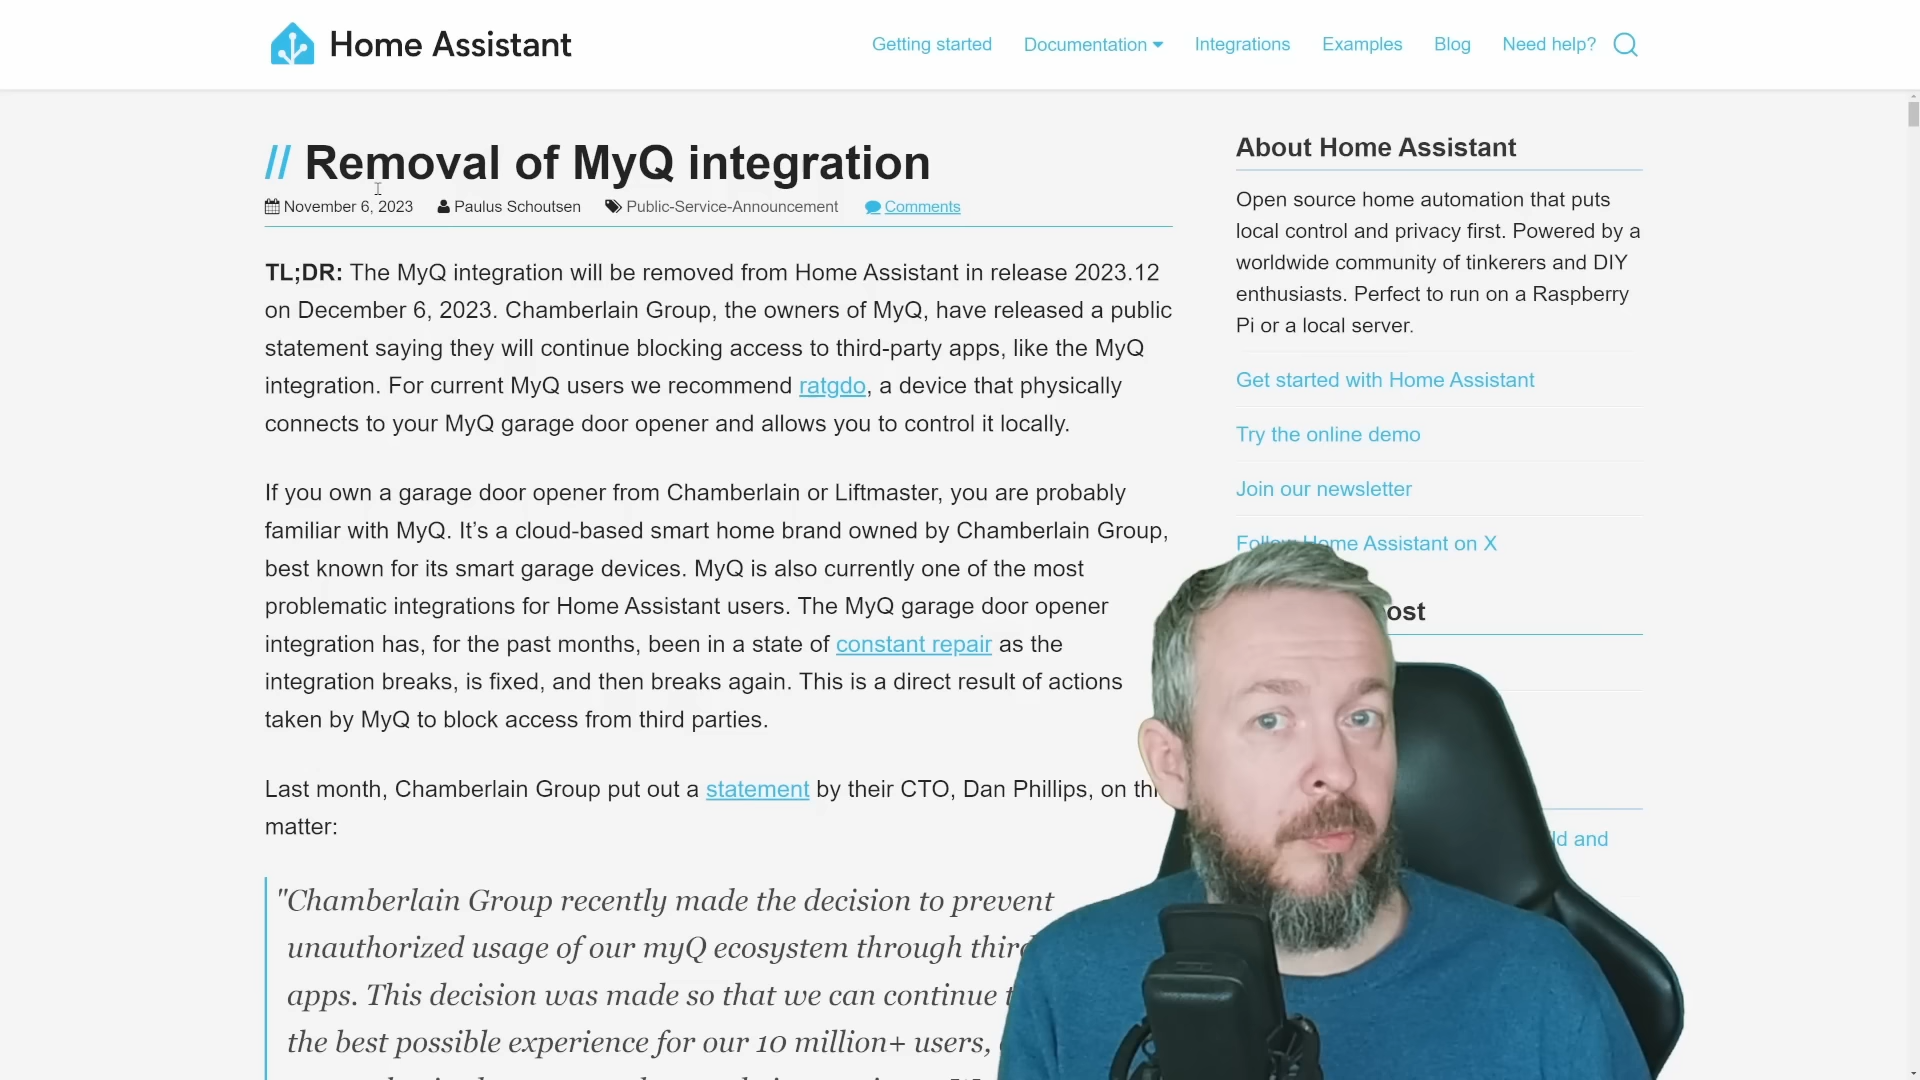 Home Assistant
Getting started
Documentation
Integrations
Examples
Blog
Need help?
// Removal of MyQ integration
November 6, 2023
Paulus Schoutsen
Public-Service-Announcement
Comments
TL;DR: The MyQ integration will be removed from Home Assistant in release 2023.12
on December 6, 2023. Chamberlain Group, the owners of MyQ, have released a public
statement saying they will continue blocking access to third-party apps, like the MyQ
integration. For current MyQ users we recommend ratgdo, a device that physically
connects to your MyQ garage door opener and allows you to control it locally.
If you own a garage door opener from Chamberlain or Liftmaster, you are probably
familiar with MyQ. It’s a cloud-based smart home brand owned by Chamberlain Group,
best known for its smart garage devices. MyQ is also currently one of the most
problematic integrations for Home Assistant users. The MyQ garage door opener
integration has, for the past months, been in a state of constant repair as the
integration breaks, is fixed, and then breaks again. This is a direct result of actions
taken by MyQ to block access from third parties.
Last month, Chamberlain Group put out a statement by their CTO, Dan Phillips, on
matter:
"Chamberlain Group recently made the decision to prevent
unauthorized usage of our myQ ecosystem through
apps. This decision was made so that we can continue
the best possible experience for our 10 million+ users,
About Home Assistant
Open source home automation that puts
local control and privacy first. Powered by a
worldwide community of tinkerers and DIY
enthusiasts. Perfect to run on a Raspberry
Pi or a local server.
Get started with Home Assistant
Try the online demo
Join our newsletter
Follow Home Assistant on X
and